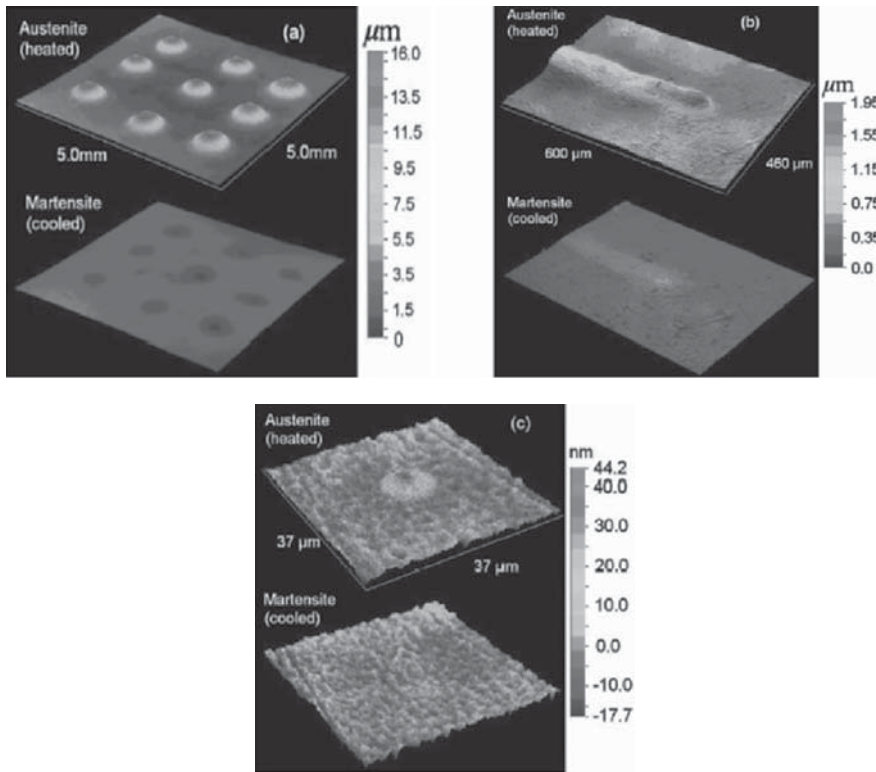 Austenite
(heated)
(a)
5.0mm
5.0mm
Martensite
(cooled)
μm
16.0
13.5
11.5
9.5
7.5
5.5
3.5
1.5
0
Austenite
(heated)
(b)
600 μm
460 μm
Martensite
(cooled)
μm
1.95
1.55
1.15
0.75
0.35
0.0
Austenite
(heated)
(c)
37 μm
37 μm
Martensite
(cooled)
nm
44.2
40.0
30.0
20.0
10.0
0.0
-10.0
-17.7